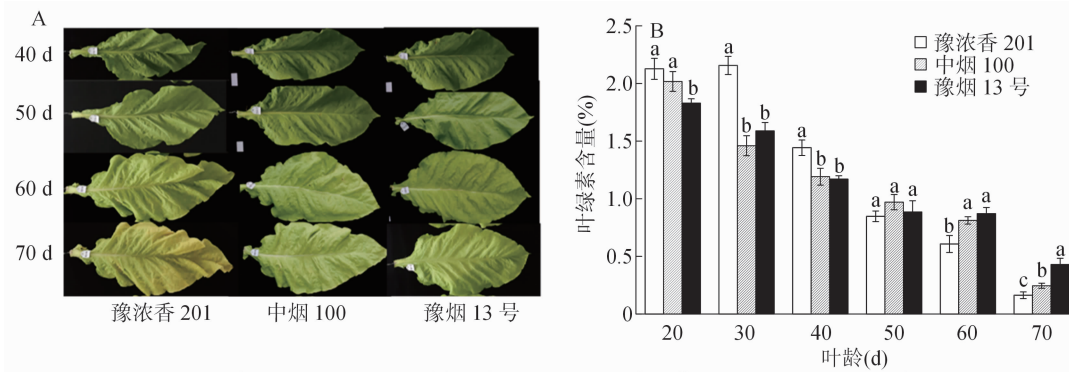 A
40 d
50 d
60 d
70 d
豫浓香 201 中烟 100 豫烟 13 号
B
叶绿素含量(%)
2.5
2.0
1.5
1.0
0.5
0
豫浓香 201
中烟 100
豫烟 13 号
a a b
a b b
a b b
a a a
b a a
c b a
20 30 40 50 60 70
叶龄(d)